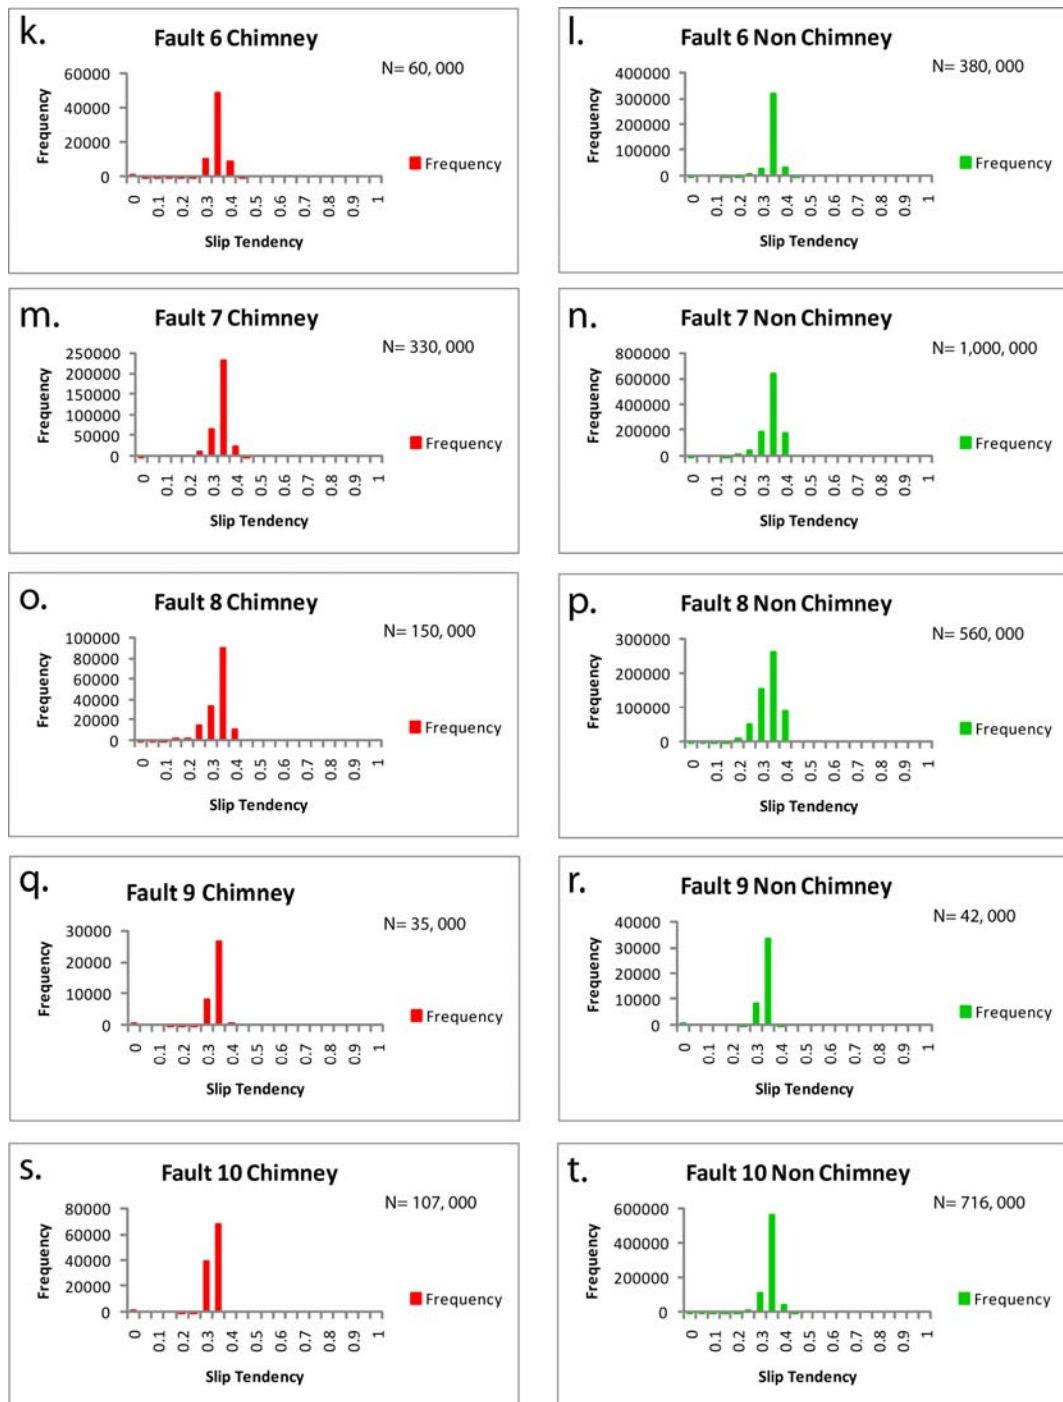 k.
Fault 6 Chimney
N= 60, 000
Frequency
60000
40000
20000
0
0 0.1 0.2 0.3 0.4 0.5 0.6 0.7 0.8 0.9 1
Slip Tendency
Frequency
l.
Fault 6 Non Chimney
N= 380, 000
Frequency
400000
300000
200000
100000
0
0 0.1 0.2 0.3 0.4 0.5 0.6 0.7 0.8 0.9 1
Slip Tendency
Frequency
m.
Fault 7 Chimney
N= 330, 000
Frequency
250000
200000
150000
100000
50000
0
0 0.1 0.2 0.3 0.4 0.5 0.6 0.7 0.8 0.9 1
Slip Tendency
Frequency
n.
Fault 7 Non Chimney
N= 1,000, 000
Frequency
800000
600000
400000
200000
0
0 0.1 0.2 0.3 0.4 0.5 0.6 0.7 0.8 0.9 1
Slip Tendency
Frequency
o.
Fault 8 Chimney
N= 150, 000
Frequency
100000
80000
60000
40000
20000
0
0 0.1 0.2 0.3 0.4 0.5 0.6 0.7 0.8 0.9 1
Slip Tendency
Frequency
p.
Fault 8 Non Chimney
N= 560, 000
Frequency
300000
200000
100000
0
0 0.1 0.2 0.3 0.4 0.5 0.6 0.7 0.8 0.9 1
Slip Tendency
Frequency
q.
Fault 9 Chimney
N= 35, 000
Frequency
30000
20000
10000
0
0 0.1 0.2 0.3 0.4 0.5 0.6 0.7 0.8 0.9 1
Slip Tendency
Frequency
r.
Fault 9 Non Chimney
N= 42, 000
Frequency
40000
30000
20000
10000
0
0 0.1 0.2 0.3 0.4 0.5 0.6 0.7 0.8 0.9 1
Slip Tendency
Frequency
s.
Fault 10 Chimney
N= 107, 000
Frequency
80000
60000
40000
20000
0
0 0.1 0.2 0.3 0.4 0.5 0.6 0.7 0.8 0.9 1
Slip Tendency
Frequency
t.
Fault 10 Non Chimney
N= 716, 000
Frequency
600000
400000
200000
0
0 0.1 0.2 0.3 0.4 0.5 0.6 0.7 0.8 0.9 1
Slip Tendency
Frequency